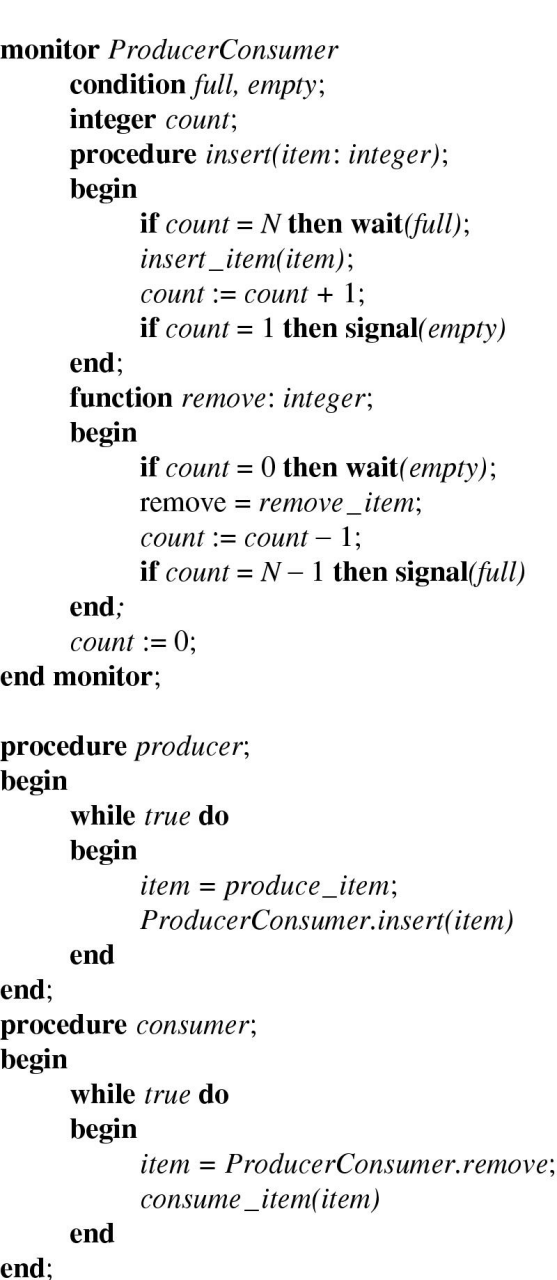 monitor ProducerConsumer
condition full, empty;
integer count;
procedure insert(item: integer);
begin
if count = N then wait(full);
insert_item(item);
count := count + 1;
if count = 1 then signal(empty)
end;
function remove: integer;
begin
if count = 0 then wait(empty);
remove = remove_item;
count := count − 1;
if count = N − 1 then signal(full)
end;
count := 0;
end monitor;
procedure producer;
begin
while true do
begin
item = produce_item;
ProducerConsumer.insert(item)
end
end;
procedure consumer;
begin
while true do
begin
item = ProducerConsumer.remove;
consume_item(item)
end
end;